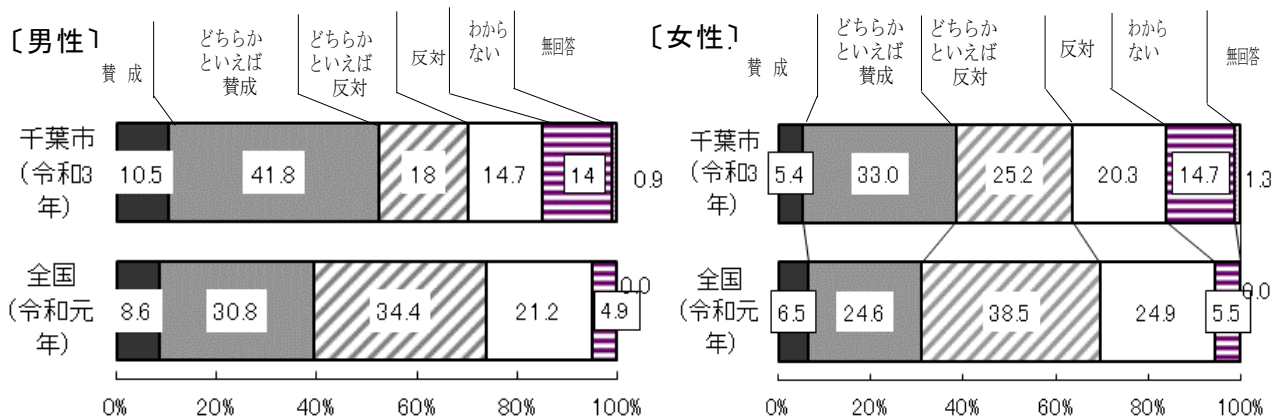 〔男性〕
賛 成
どちらか
といえば
賛成
どちらか
といえば
反対
反対
わから
ない
無回答
千葉市
(令和3
年)
10.5
41.8
18
14.7
14
0.9
全国
(令和元
年)
8.6
30.8
34.4
21.2
4.9
0.0
0%
20%
40%
60%
80%
100%
〔女性〕
賛 成
どちらか
といえば
賛成
どちらか
といえば
反対
反対
わから
ない
無回答
千葉市
(令和3
年)
5.4
33.0
25.2
20.3
14.7
1.3
全国
(令和元
年)
6.5
24.6
38.5
24.9
5.5
0.0
0%
20%
40%
60%
80%
100%